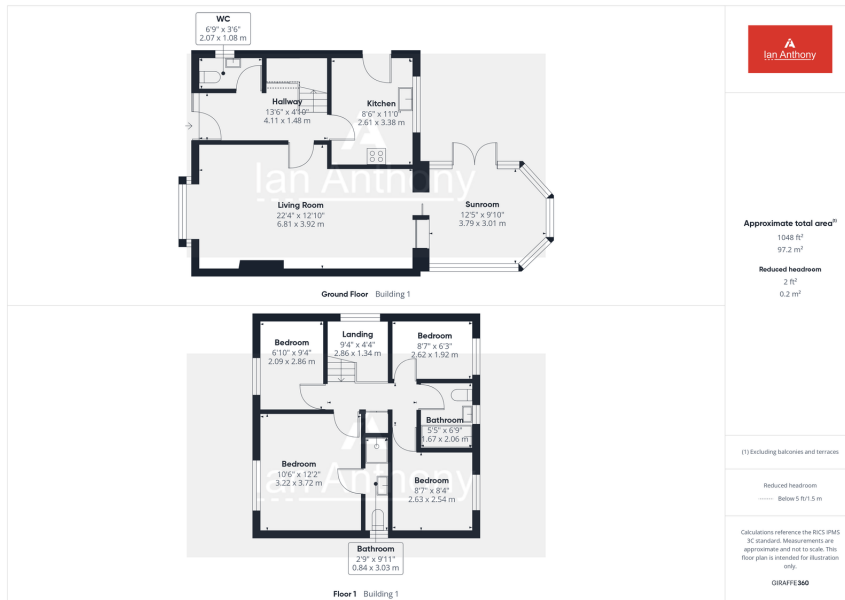 WC
6'9" x 3'6"
2.07 x 1.08 m
Hallway
13'6" x 4'10"
4.11 x 1.48 m
Kitchen
8'6" x 11'0"
2.61 x 3.38 m
Ian Anthony
Living Room
22'4" x 12'10"
6.81 x 3.92 m
Sunroom
12'5" x 9'10"
3.79 x 3.01 m
Ground Floor Building 1
Bedroom
6'10" x 9'4"
2.09 x 2.86 m
Landing
9'4" x 4'4"
2.86 x 1.34 m
Bedroom
8'7" x 6'3"
2.62 x 1.92 m
Bathroom
5'5" x 6'9"
1.67 x 2.06 m
Ian Anthony
Bedroom
10'6" x 12'2"
3.22 x 3.72 m
Bedroom
8'7" x 8'4"
2.63 x 2.54 m
Bathroom
2'9" x 9'11"
0.84 x 3.03 m
Floor 1 Building 1
Ian Anthony
Approximate total area(1)
1048 ft²
97.2 m²
Reduced headroom
2 ft²
0.2 m²
(1) Excluding balconies and terraces
Reduced headroom
Below 5 ft/1.5 m
Calculations reference the RICS IPMS
3C standard. Measurements are
approximate and not to scale. This
floor plan is intended for illustration
only.
GIRAFFE360